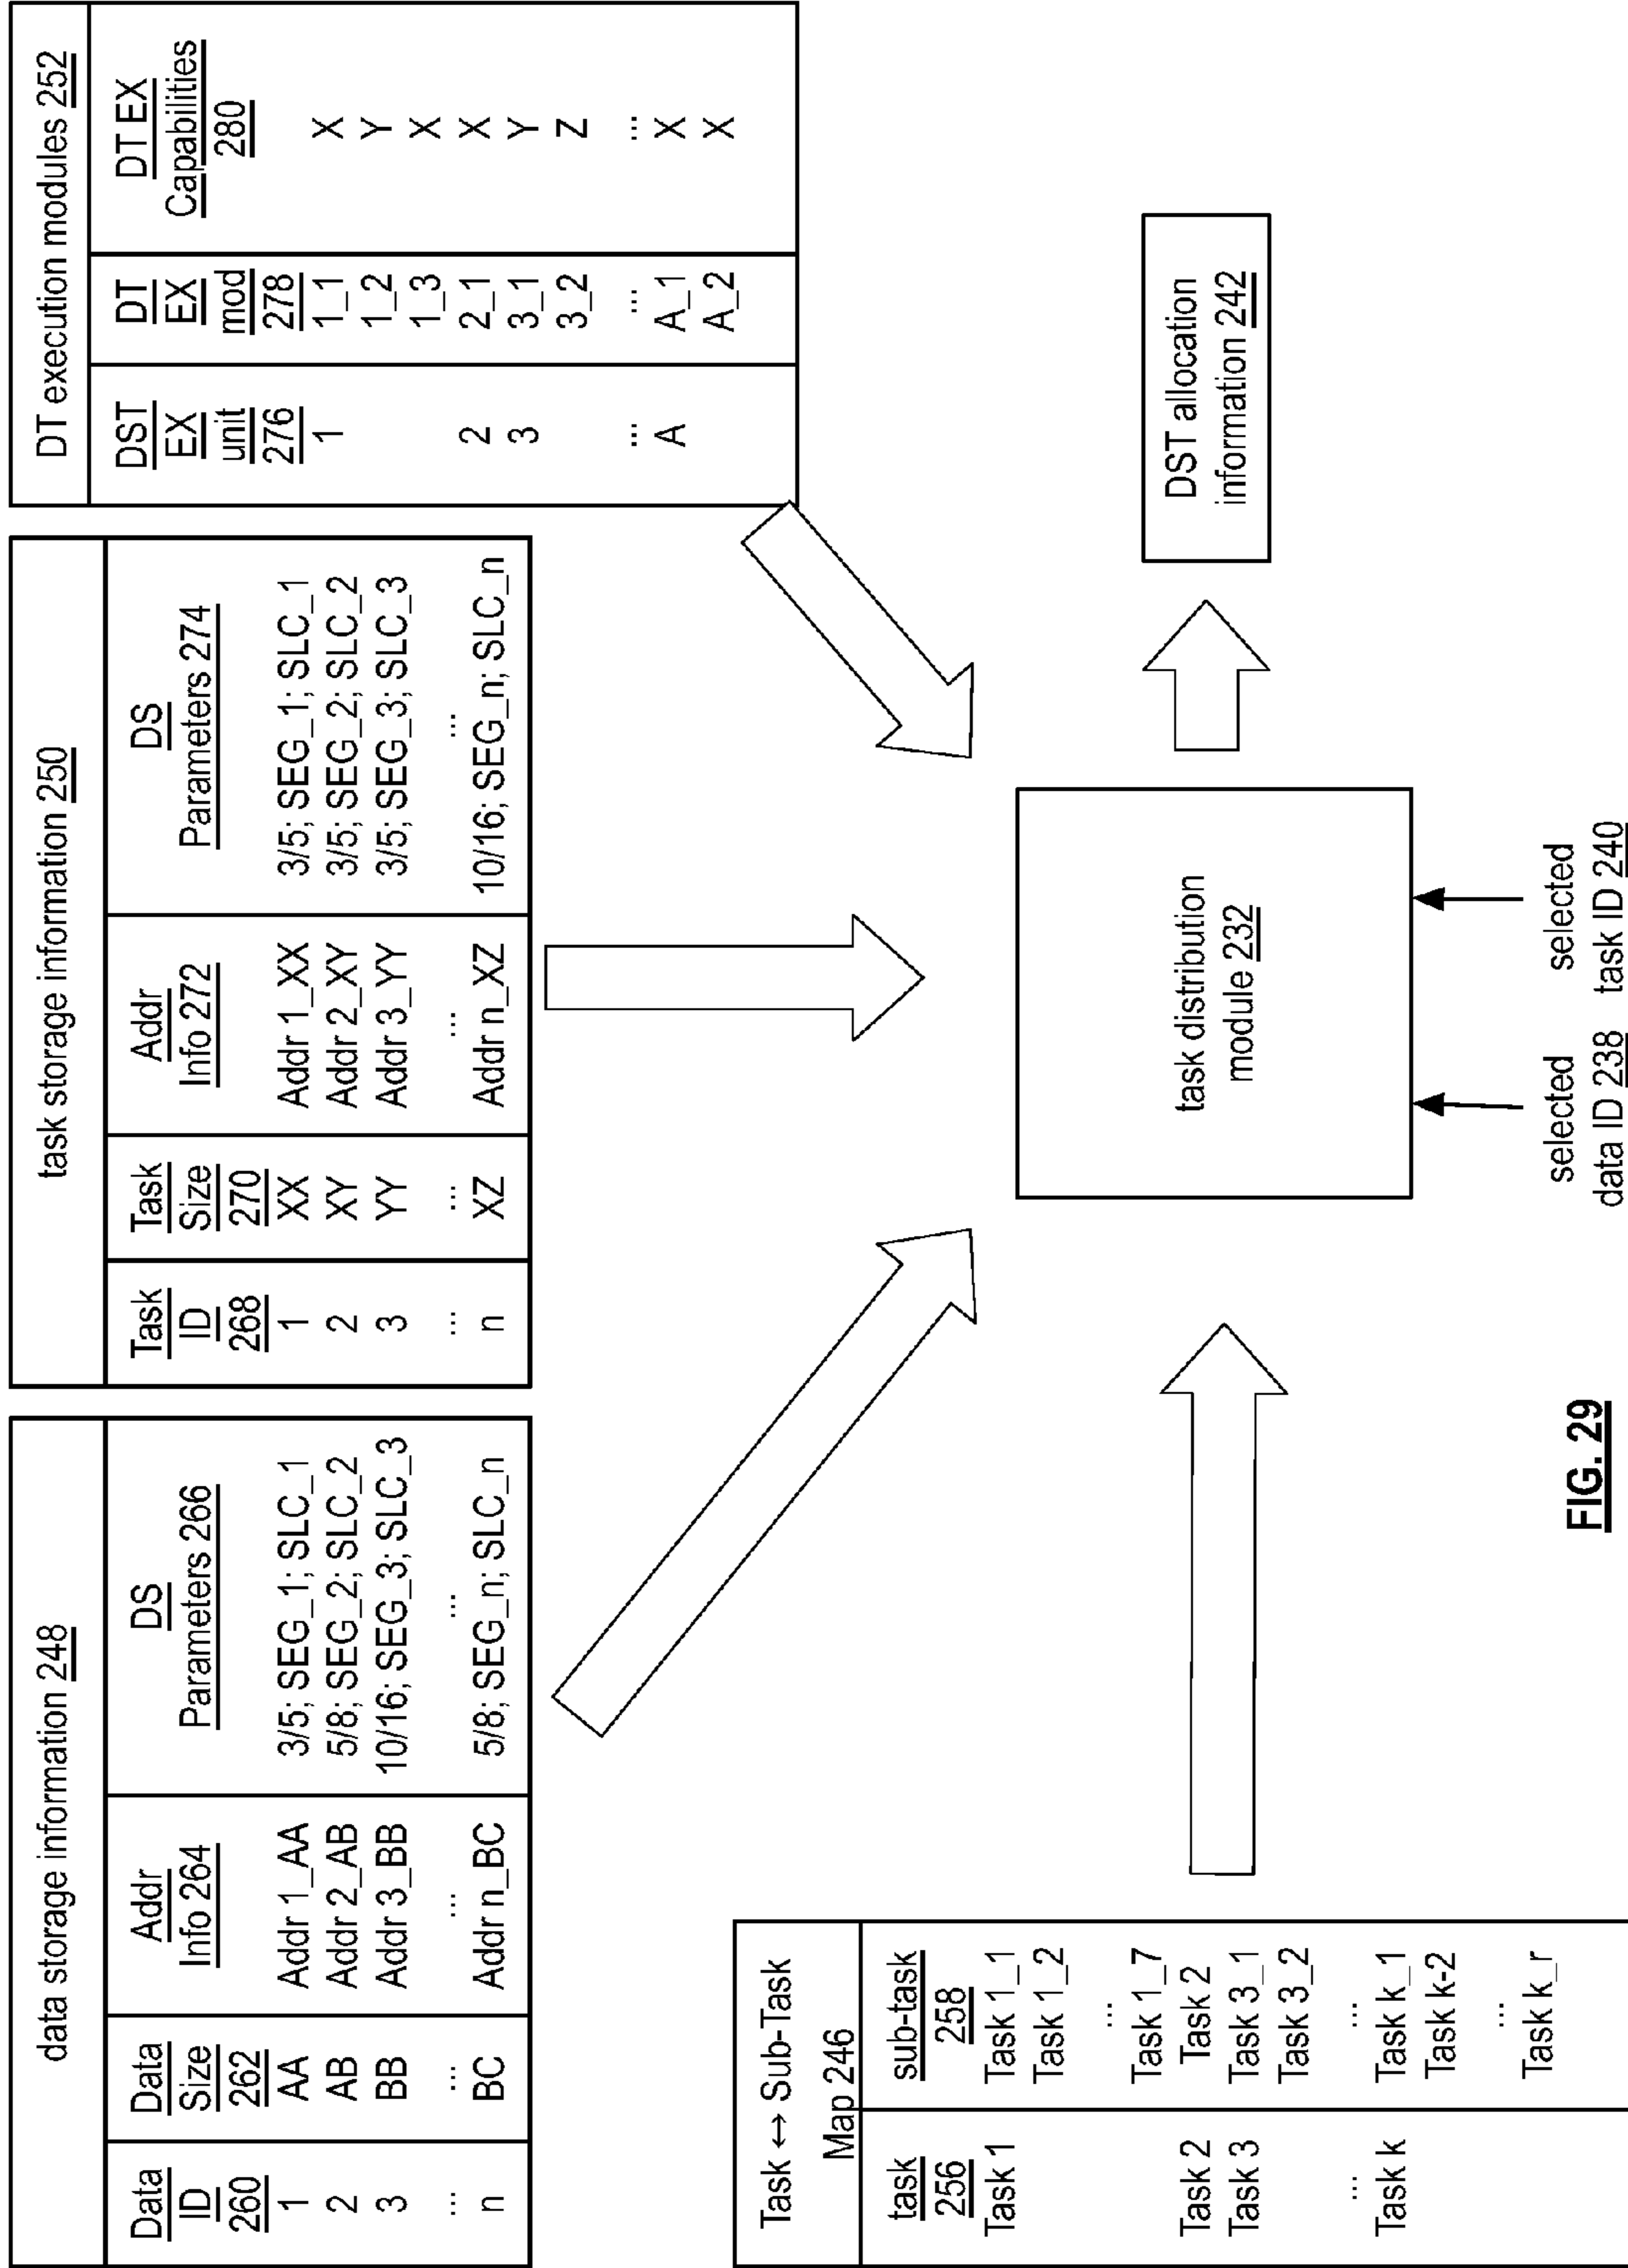 data storage information 248
Data ID 260 Data Size 262 Addr Info 264 DS Parameters 266
1 AA Addr 1_AA 3/5; SEG_1; SLC_1
2 AB Addr 2_AB 5/8; SEG_2; SLC_2
3 BB Addr 3_BB 10/16; SEG_3; SLC_3
... ... ... ...
n BC Addr n_BC 5/8; SEG_n; SLC_n
task storage information 250
Task ID 268 Task Size 270 Addr Info 272 DS Parameters 274
1 XX Addr 1_XX 3/5; SEG_1; SLC_1
2 XY Addr 2_XY 3/5; SEG_2; SLC_2
3 YY Addr 3_YY 3/5; SEG_3; SLC_3
... ... ... ...
n XZ Addr n_XZ 10/16; SEG_n; SLC_n
DT execution modules 252
DST EX unit 276 DT EX mod 278 DT EX Capabilities 280
1 1_1 X
1_2 Y
1_3 X
2 2_1 X
3 3_1 Y
3_2 Z
... ... ...
A A_1 X
A_2 X
Task ↔ Sub-Task
Map 246
task 256 sub-task 258
Task 1 Task 1_1
Task 1_2
...
Task 1_7
Task 2 Task 2
Task 3 Task 3_1
Task 3_2
... ...
Task k Task k_1
Task k-2
...
Task k_r
task distribution
module 232
DST allocation
information 242
selected
data ID 238
selected
task ID 240
FIG. 29